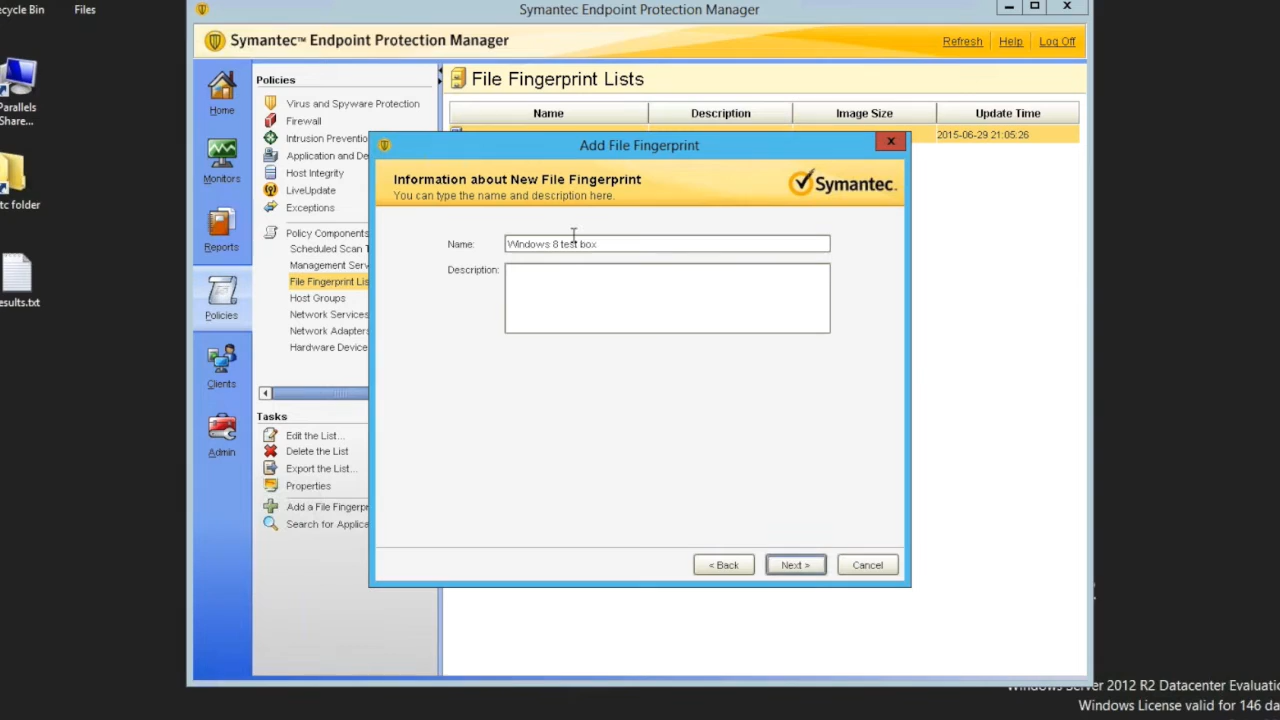 Recycle Bin
Files
Parallels
Share...
tc folder
esults.txt
Symantec Endpoint Protection Manager
Symantec™ Endpoint Protection Manager
Refresh
Help
Log Off
Home
Monitors
Reports
Policies
Clients
Admin
Policies
Virus and Spyware Protection
Firewall
Intrusion Preventio
Application and De
Host Integrity
LiveUpdate
Exceptions
Policy Components
Scheduled Scan T
Management Serv
File Fingerprint Lis
Host Groups
Network Services
Network Adapters
Hardware Device
Tasks
Edit the List...
Delete the List
Export the List...
Properties
Add a File Fingerpr
Search for Applica
File Fingerprint Lists
Name Description Image Size Update Time
2015-06-29 21:05:26
Add File Fingerprint
Information about New File Fingerprint
You can type the name and description here.
Symantec.
Name: Windows 8 test box
Description:
< Back
Next >
Cancel
Windows Server 2012 R2 Datacenter Evaluatio
Windows License valid for 146 da